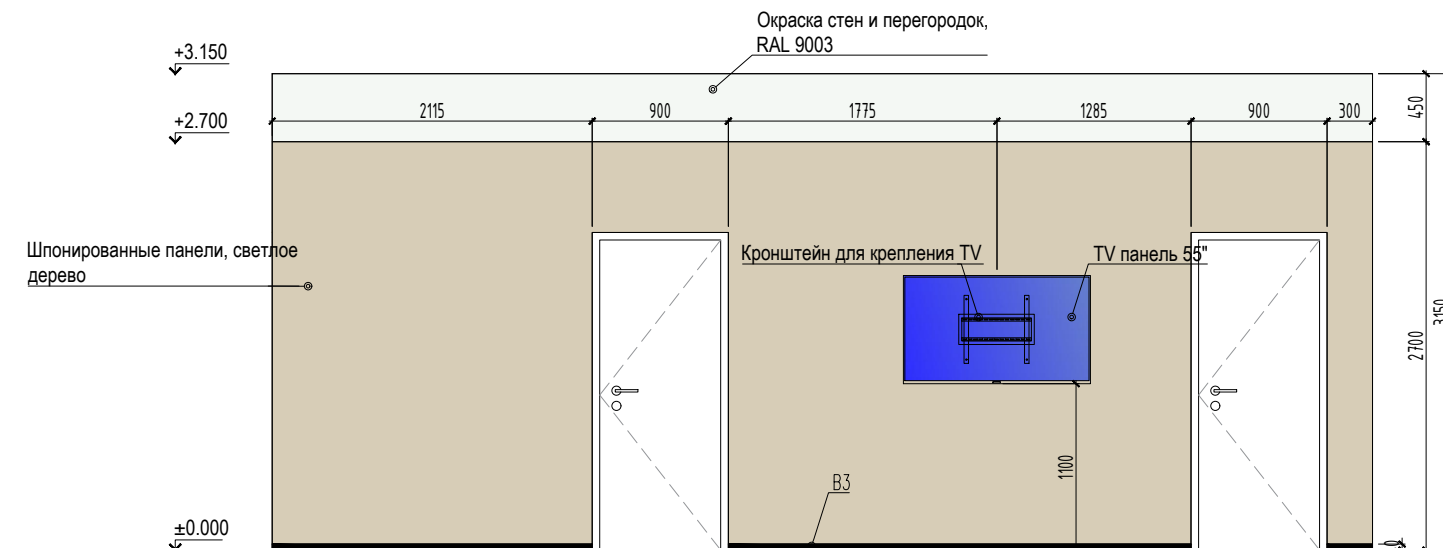 Окраска стен и перегородок,
RAL 9003
+3.150
2115
900
1775
1285
900
300
450
+2.700
Шпонированные панели, светлое
дерево
Кронштейн для крепления TV
TV панель 55"
3150
2700
1100
В3
±0.000